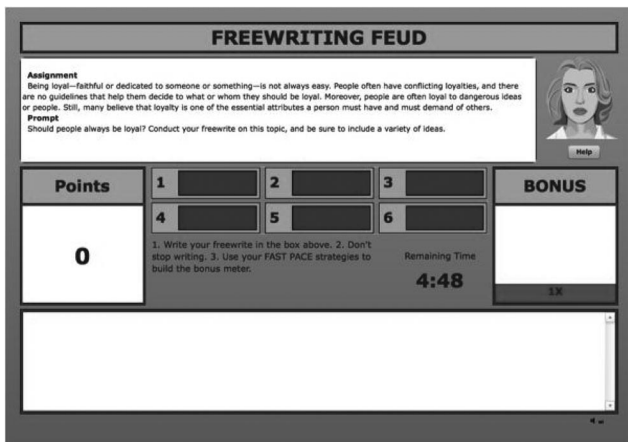 FREEWRITING FEUD
Assignment
Being loyal—faithful or dedicated to someone or something—is not always easy. People often have conflicting loyalties, and there
are no guidelines that help them decide to what or whom they should be loyal. Moreover, people are often loyal to dangerous ideas
or people. Still, many believe that loyalty is one of the essential attributes a person must have and must demand of others.
Prompt
Should people always be loyal? Conduct your freewrite on this topic, and be sure to include a variety of ideas.
Help
Points
1
2
3
BONUS
4
5
6
0
1. Write your freewrite in the box above. 2. Don't
stop writing. 3. Use your FAST PACE strategies to
build the bonus meter.
Remaining Time
4:48
1X